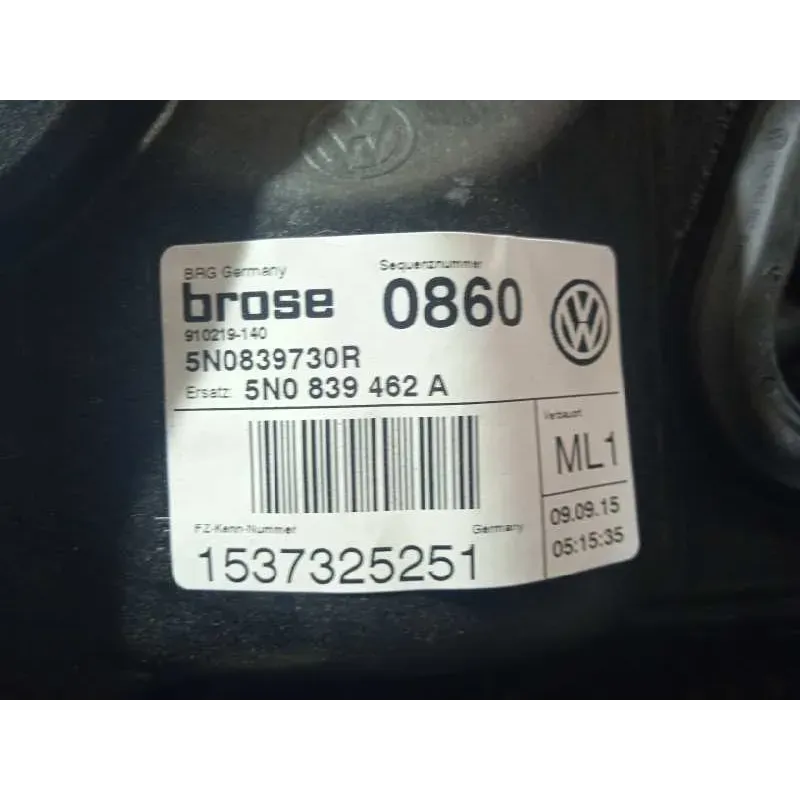 BRG Germany
brose
910219-140
5N0839730R
Ersatz: 5N0 839 462 A
Sequenznummer
0860
Verbauort
ML1
FZ-Kenn-Nummer
Germany
1537325251
09.09.15
05:15:35